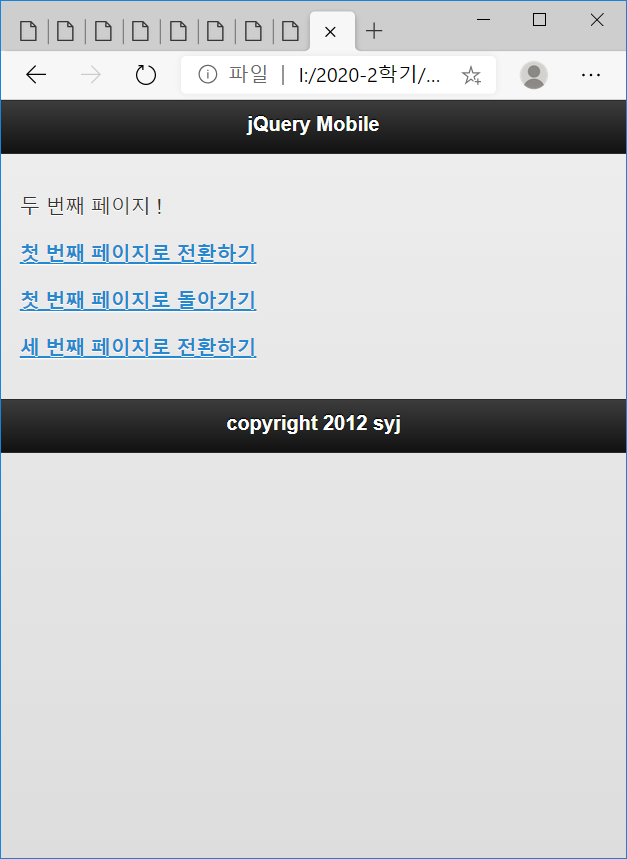 파일 | I:/2020-2학기/...
jQuery Mobile
두 번째 페이지 !
첫 번째 페이지로 전환하기
첫 번째 페이지로 돌아가기
세 번째 페이지로 전환하기
copyright 2012 syj